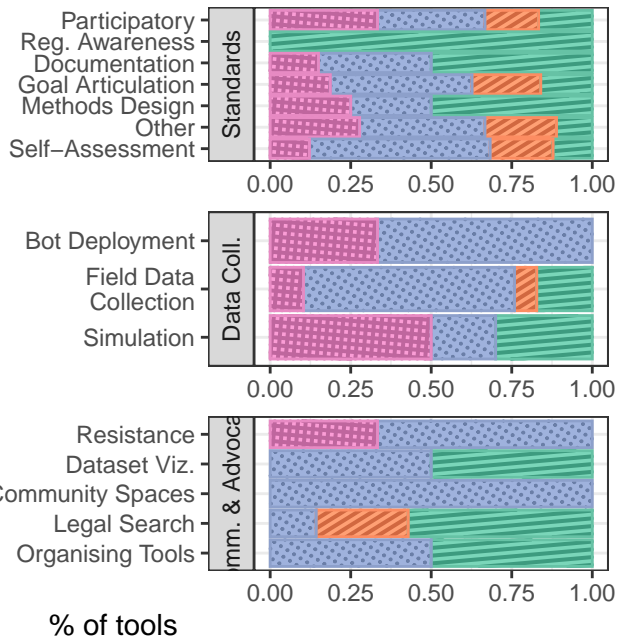 Participatory
Reg. Awareness
Documentation
Goal Articulation
Methods Design
Other
Self−Assessment
Standards
0.00 0.25 0.50 0.75 1.00
Bot Deployment
Field Data
Collection
Simulation
Data Coll.
0.00 0.25 0.50 0.75 1.00
Resistance
Dataset Viz.
Community Spaces
Legal Search
Organising Tools
omm. & Advoca
0.00 0.25 0.50 0.75 1.00
% of tools